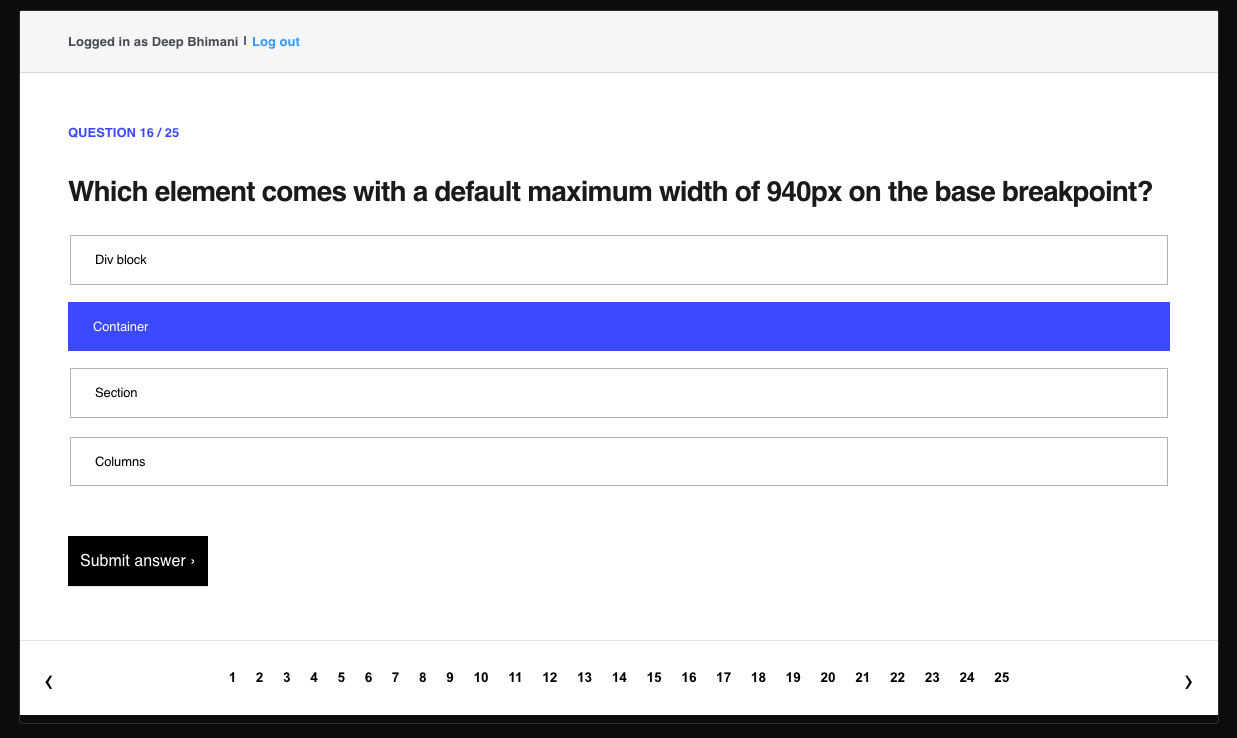 Logged in as Deep Bhimani | Log out
QUESTION 16 / 25
Which element comes with a default maximum width of 940px on the base breakpoint?
Div block
Container
Section
Columns
Submit answer ›
‹ 1 2 3 4 5 6 7 8 9 10 11 12 13 14 15 16 17 18 19 20 21 22 23 24 25 ›